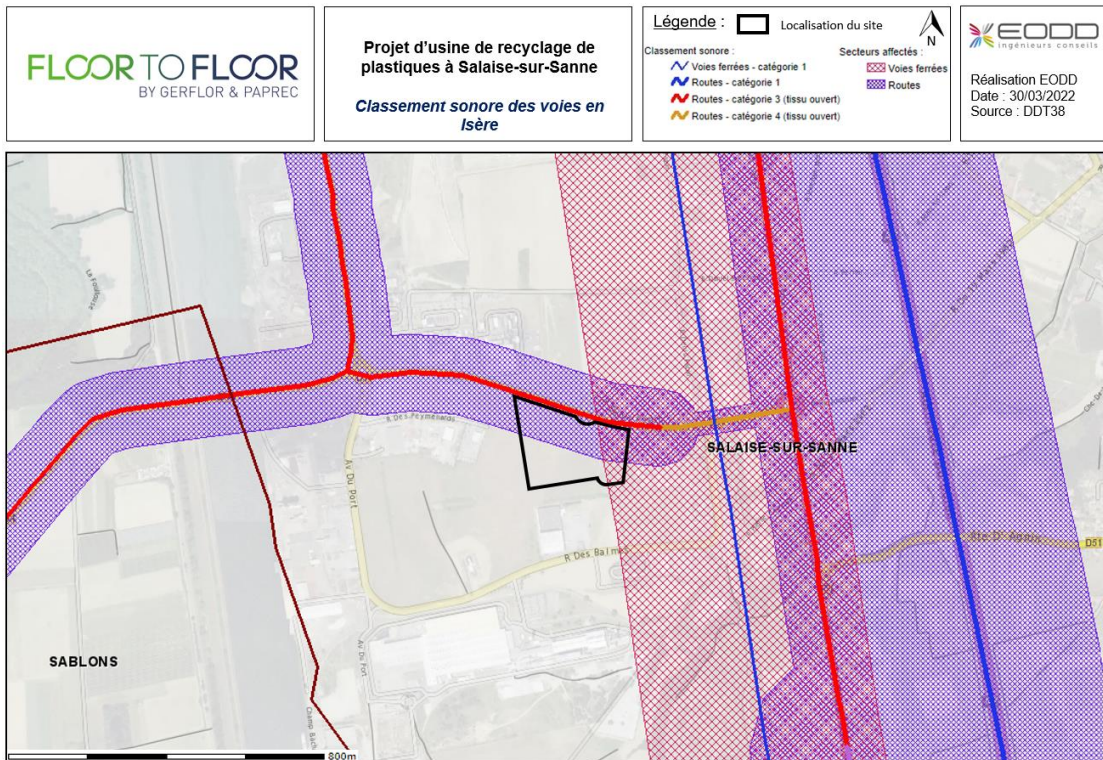 FLOOR TO FLOOR
BY GERFLOR & PAPREC
Projet d'usine de recyclage de
plastiques à Salaise-sur-Sanne
Classement sonore des voies en
Isère
Légende :
Localisation du site
N
Classement sonore :
Voies ferrées - catégorie 1
Routes - catégorie 1
Routes - catégorie 3 (tissu ouvert)
Routes - catégorie 4 (tissu ouvert)
Secteurs affectés :
Voies ferrées
Routes
EODD
ingénieurs conseils
Réalisation EODD
Date : 30/03/2022
Source : DDT38
R Des Peyménards
SALAISE-SUR-SANNE
Av Du Port
R Des Balmes
Rte D'Agnin
D51
SABLONS
Av Du Port
800m